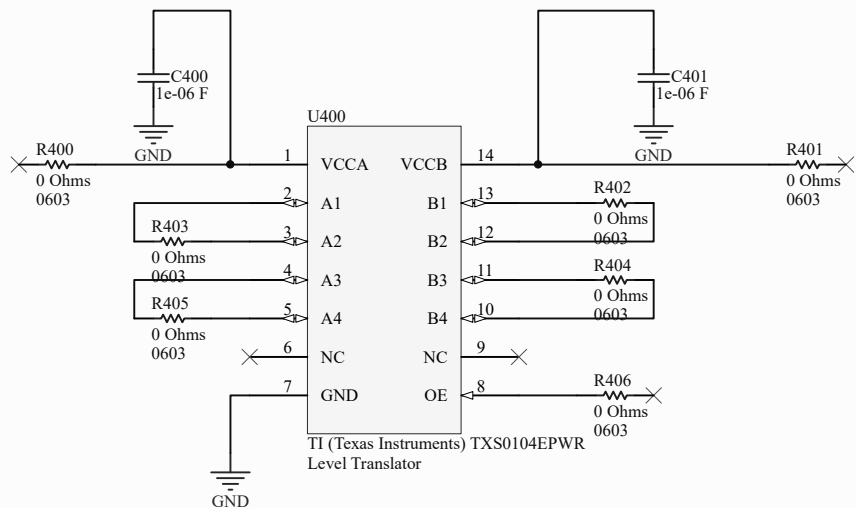 C400
1e-06 F
GND
C401
1e-06 F
GND
U400
R400
0 Ohms
0603
R401
0 Ohms
0603
1 VCCA VCCB 14
2 A1 B1 13
R402
0 Ohms
0603
R403
0 Ohms
0603
3 A2 B2 12
4 A3 B3 11
R404
0 Ohms
0603
R405
0 Ohms
0603
5 A4 B4 10
6 NC NC 9
7 GND OE 8
R406
0 Ohms
0603
TI (Texas Instruments) TXS0104EPWR
Level Translator
GND